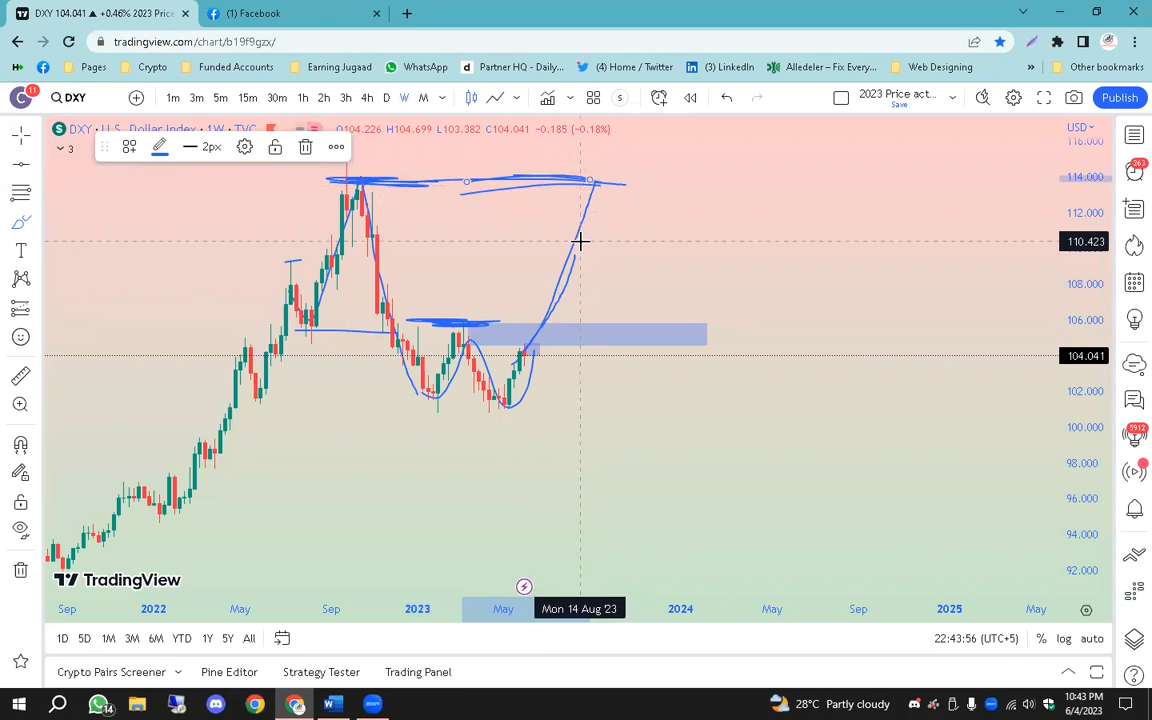 DXY 104.041 ▲ +0.46% 2023 Price
(1) Facebook
tradingview.com/chart/b19f9gzx/
Pages
Crypto
Funded Accounts
Earning Jugaad
WhatsApp
Partner HQ - Daily...
(4) Home / Twitter
(1) LinkedIn
Alledeler – Fix Every...
Web Designing
»
Other bookmarks
11
DXY
1m 3m 5m 15m 30m 1h 2h 3h 4h D W M
2023 Price act...
Save
Publish
DXY · U.S. Dollar Index · 1W · TVC
O104.226 H104.699 L103.382 C104.041 -0.185 (-0.18%)
USD
3
2px
116.000
114.000
112.000
110.423
108.000
106.000
104.041
102.000
100.000
98.000
96.000
94.000
92.000
263
5912
TradingView
Sep 2022 May Sep 2023 May Mon 14 Aug '23 2024 May Sep 2025 May
1D 5D 1M 3M 6M YTD 1Y 5Y All
22:43:56 (UTC+5) % log auto
Crypto Pairs Screener Pine Editor Strategy Tester Trading Panel
14
28°C Partly cloudy
10:43 PM
6/4/2023